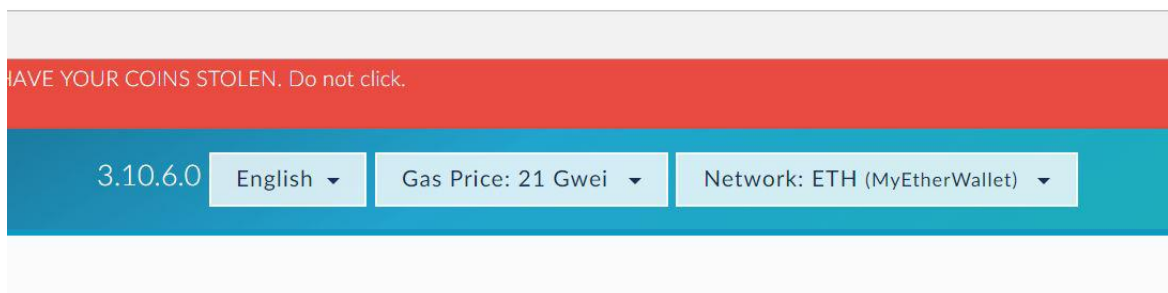 HAVE YOUR COINS STOLEN. Do not click.
3.10.6.0 English Gas Price: 21 Gwei Network: ETH (MyEtherWallet)